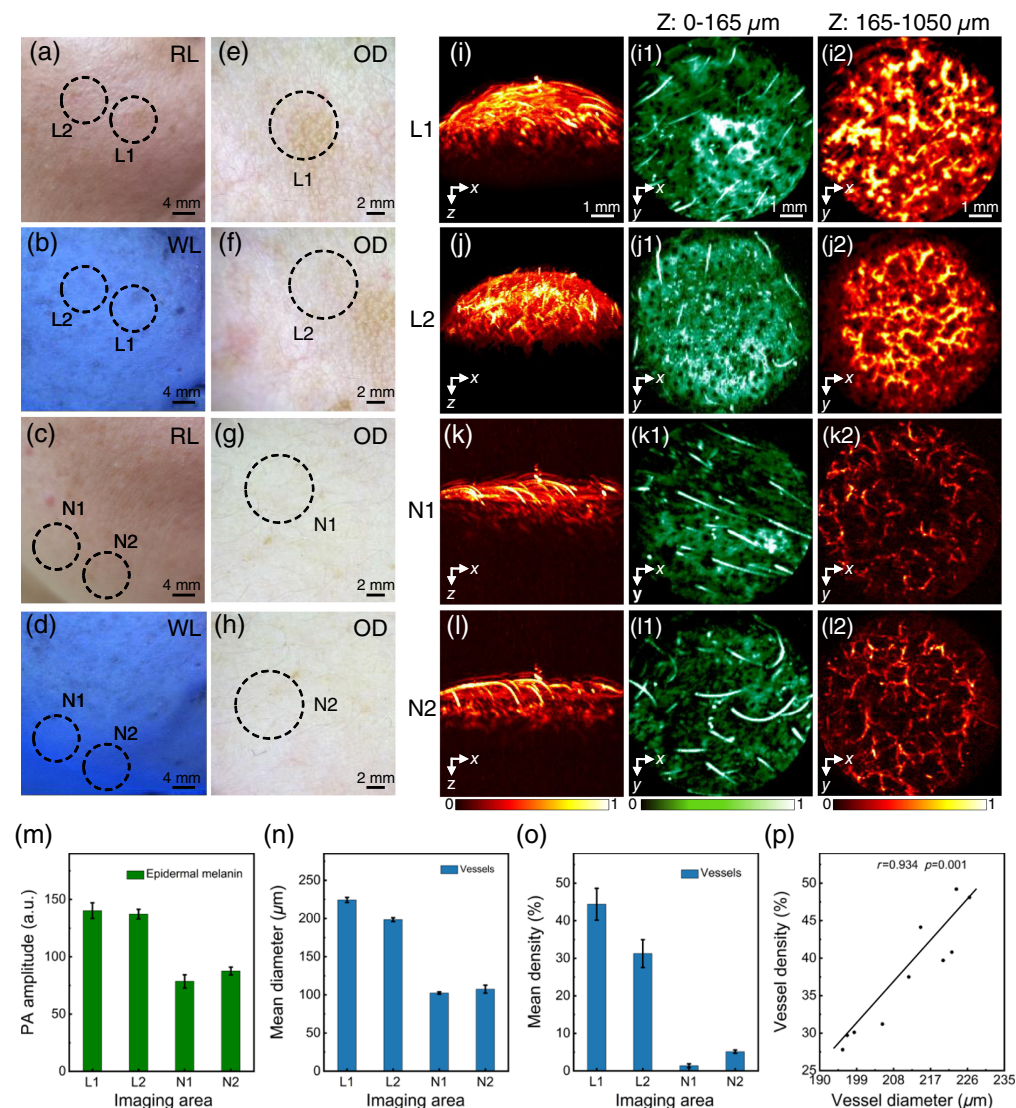 Z: 0-165 µm Z: 165-1050 µm
(a) RL (e) OD (i) (i1) (i2)
L2 L1 L1 L1
4 mm 2 mm x z 1 mm x y 1 mm x y 1 mm
(b) WL (f) OD (j) (j1) (j2)
L2 L1 L2 L2
4 mm 2 mm x z x y x y
(c) RL (g) OD (k) (k1) (k2)
N1 N2 N1 N1
4 mm 2 mm x z x y x y
(d) WL (h) OD (l) (l1) (l2)
N1 N2 N2 N2
4 mm 2 mm x z x y x y
0 1 0 1 0 1
(m) (n) (o) (p)
Epidermal melanin
PA amplitude (a.u.)
150
100
50
0
L1 L2 N1 N2
Imaging area
Vessels
Mean diameter (µm)
250
200
150
100
50
0
L1 L2 N1 N2
Imaging area
Vessels
Mean density (%)
50
40
30
20
10
0
L1 L2 N1 N2
Imaging area
r=0.934 p=0.001
Vessel density (%)
50
45
40
35
30
25
190 199 208 217 226 235
Vessel diameter (µm)